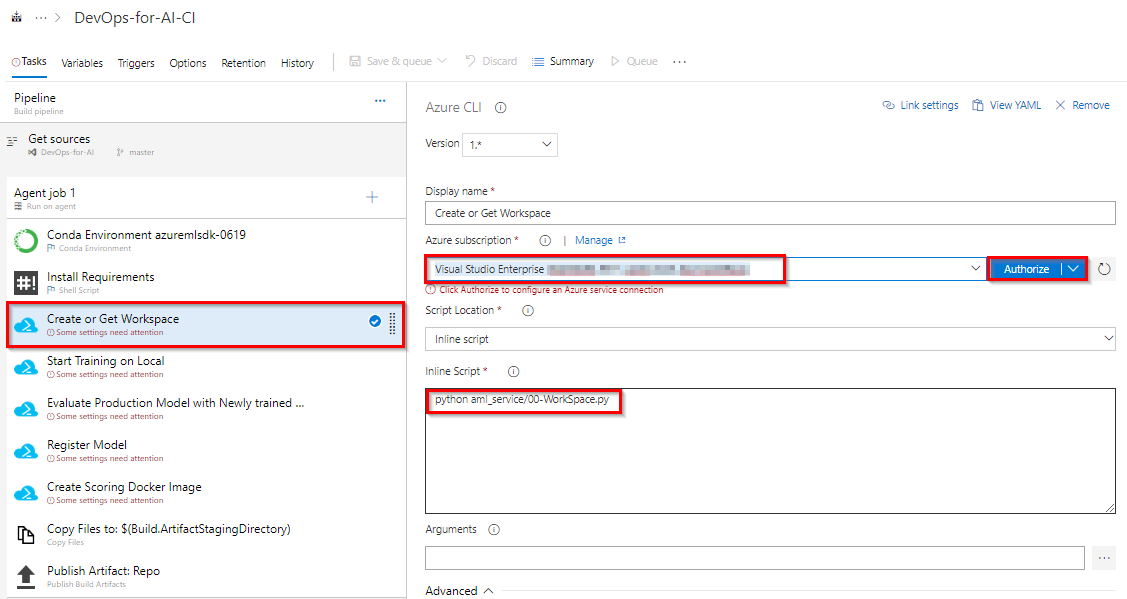 DevOps-for-AI-CI
Tasks Variables Triggers Options Retention History Save & queue Discard Summary Queue
Pipeline
Build pipeline
Get sources
DevOps-for-AI master
Agent job 1
Run on agent
Conda Environment azuremlsdk-0619
Conda Environment
Install Requirements
Shell Script
Create or Get Workspace
Some settings need attention
Start Training on Local
Some settings need attention
Evaluate Production Model with Newly trained ...
Some settings need attention
Register Model
Some settings need attention
Create Scoring Docker Image
Some settings need attention
Copy Files to: $(Build.ArtifactStagingDirectory)
Copy Files
Publish Artifact: Repo
Publish Build Artifacts
Azure CLI Link settings View YAML Remove
Version 1.*
Display name *
Create or Get Workspace
Azure subscription * | Manage
Visual Studio Enterprise Authorize
Click Authorize to configure an Azure service connection
Script Location *
Inline script
Inline Script *
python aml_service/00-WorkSpace.py
Arguments
Advanced